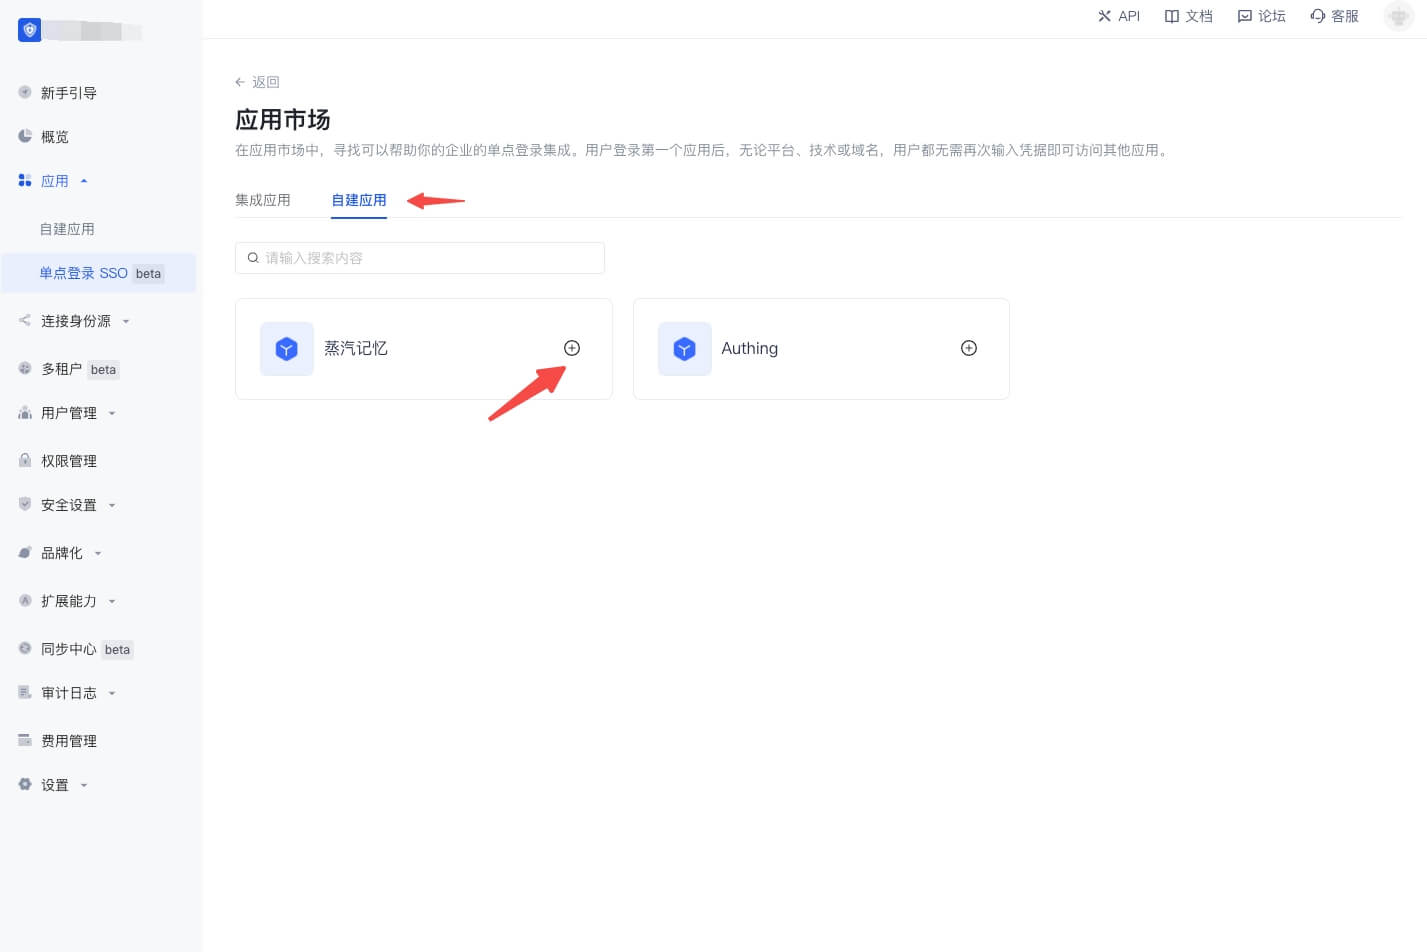 API
文档
论坛
客服
新手引导
概览
应用
自建应用
单点登录 SSO beta
连接身份源
多租户 beta
用户管理
权限管理
安全设置
品牌化
扩展能力
同步中心 beta
审计日志
费用管理
设置
返回
应用市场
在应用市场中，寻找可以帮助你的企业的单点登录集成。用户登录第一个应用后，无论平台、技术或域名，用户都无需再次输入凭据即可访问其他应用。
集成应用
自建应用
请输入搜索内容
蒸汽记忆
Authing